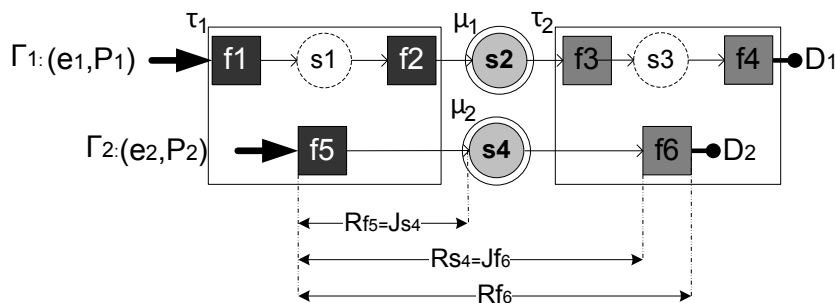 τ1 μ1 τ2
Γ1:(e1,P1) f1 s1 f2 s2 f3 s3 f4 D1
μ2
Γ2:(e2,P2) f5 s4 f6 D2
Rf5=Js4
Rs4=Jf6
Rf6